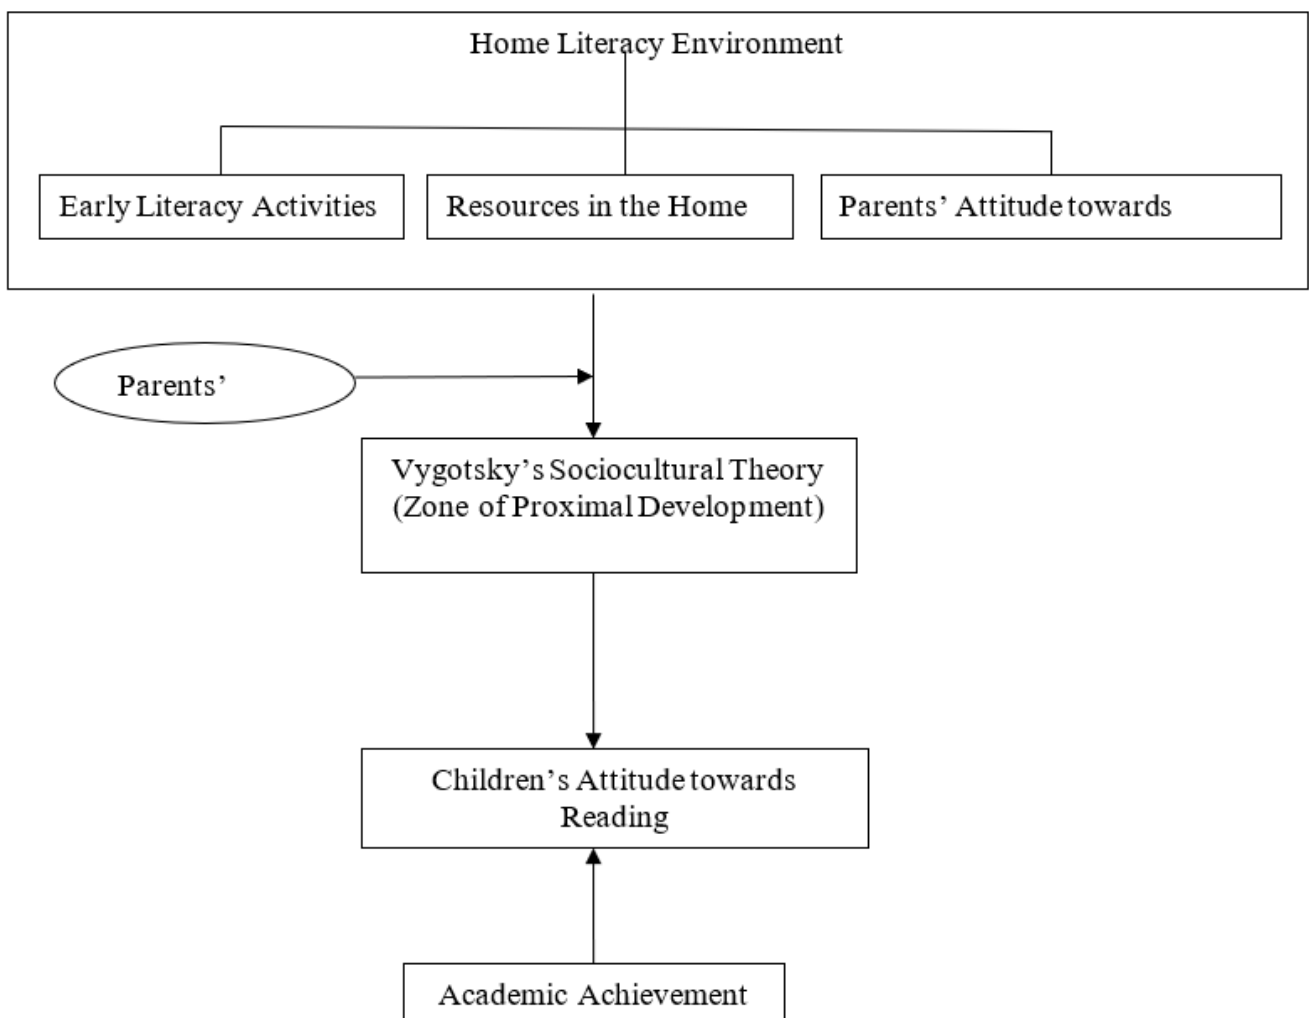 Home Literacy Environment
Early Literacy Activities
Resources in the Home
Parents’ Attitude towards
Parents’
Vygotsky’s Sociocultural Theory
(Zone of Proximal Development)
Children’s Attitude towards
Reading
Academic Achievement